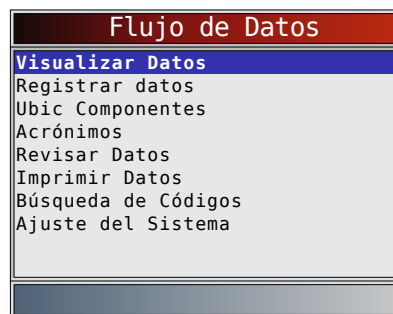 Flujo de Datos
Visualizar Datos
Registrar datos
Ubic Componentes
Acrónimos
Revisar Datos
Imprimir Datos
Búsqueda de Códigos
Ajuste del Sistema